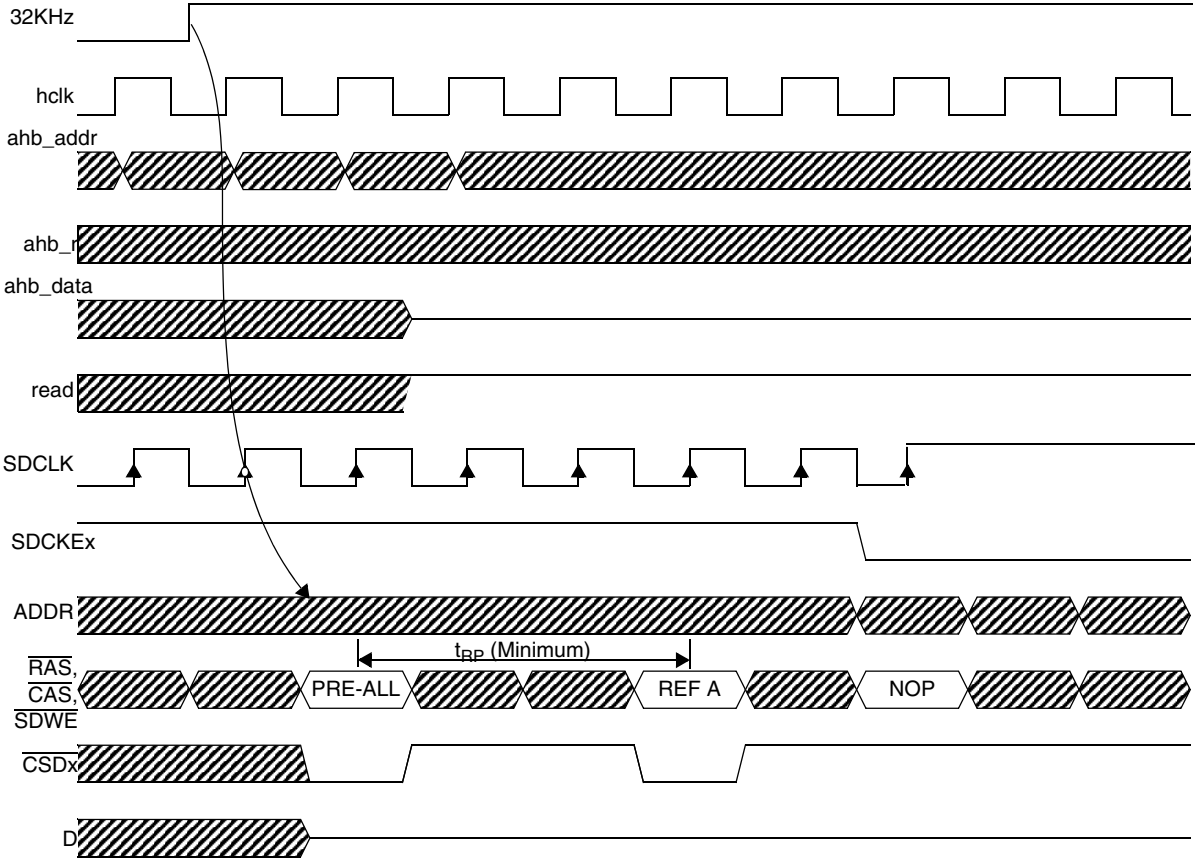 32KHz
hclk
ahb_addr
ahb_r
ahb_data
read
SDCLK
SDCKEx
ADDR
tRP (Minimum)
RAS,
CAS,
SDWE
PRE-ALL REF A NOP
CSDx
D